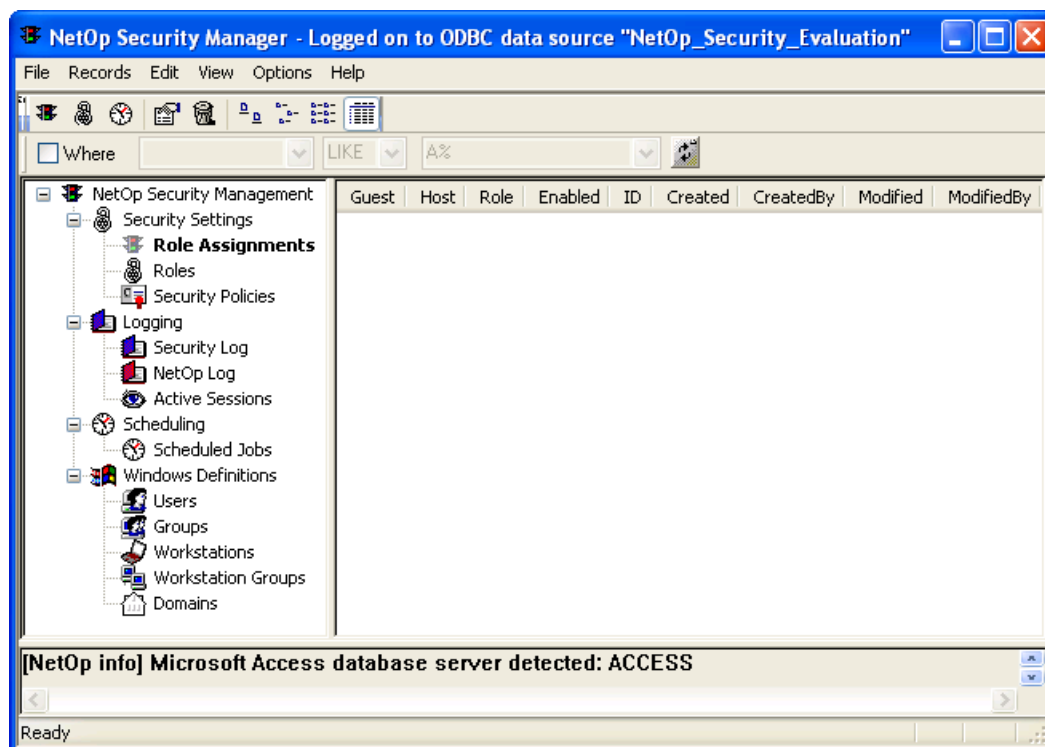 NetOp Security Manager - Logged on to ODBC data source "NetOp_Security_Evaluation"
File Records Edit View Options Help
Where LIKE A%
NetOp Security Management
Security Settings
Role Assignments
Roles
Security Policies
Logging
Security Log
NetOp Log
Active Sessions
Scheduling
Scheduled Jobs
Windows Definitions
Users
Groups
Workstations
Workstation Groups
Domains
Guest Host Role Enabled ID Created CreatedBy Modified ModifiedBy
[NetOp info] Microsoft Access database server detected: ACCESS
Ready